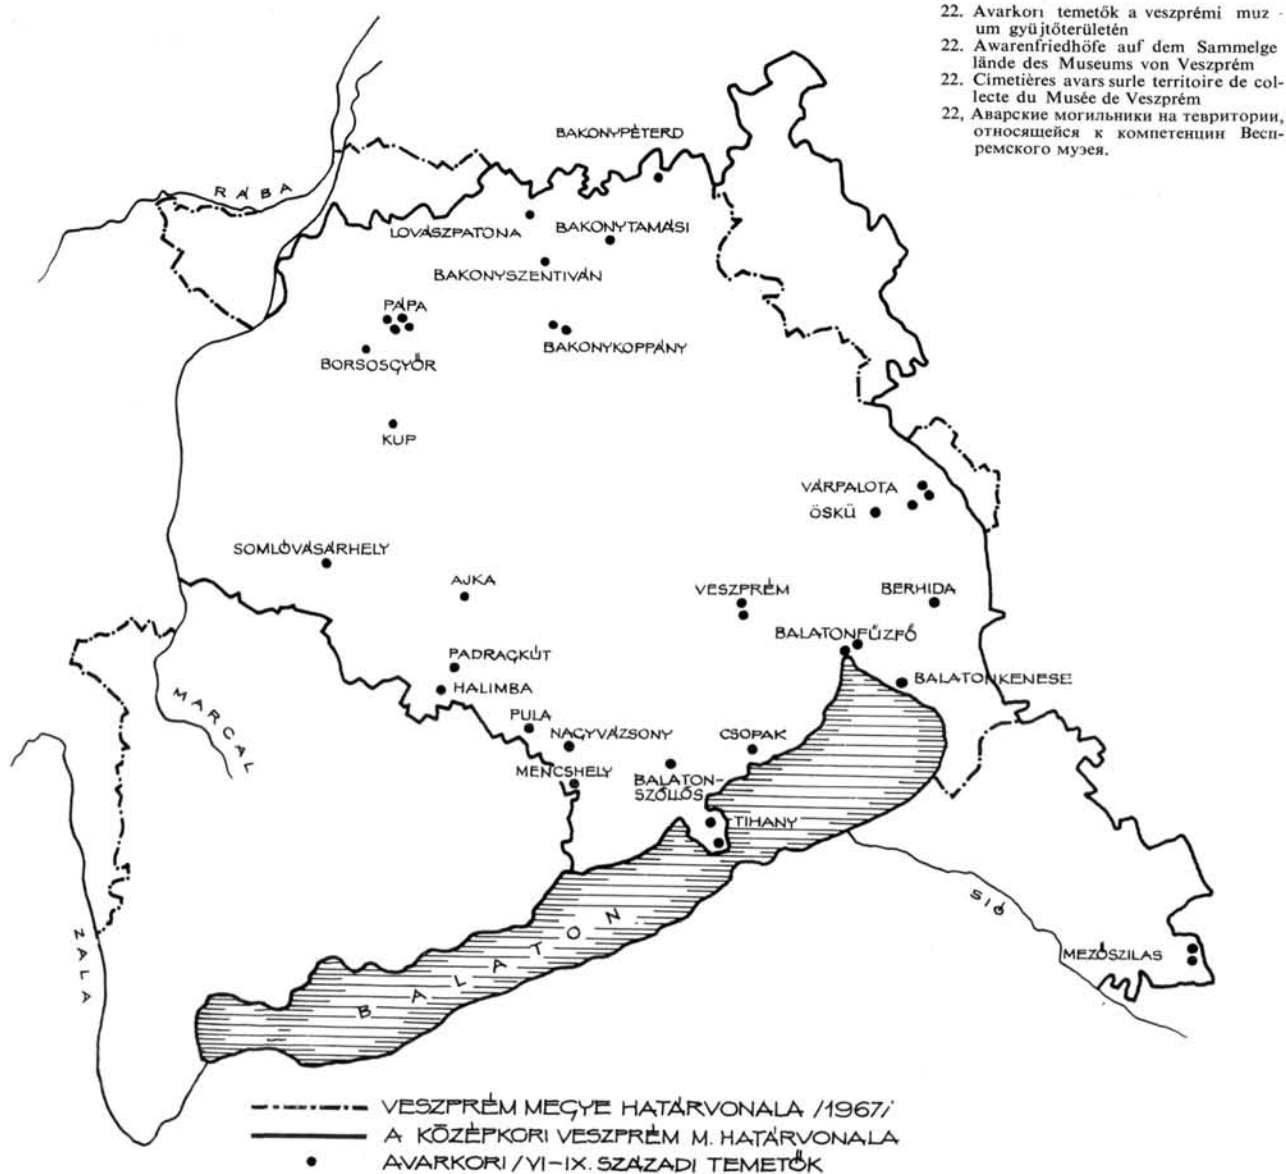 22. Avarkori temetők a veszprémi muz -
um gyűjtőterületén
22. Awarenfriedhöfe auf dem Sammelge
lände des Museums von Veszprém
22. Cimetières avars surle territoire de col-
lecte du Musée de Veszprém
22, Аварские могильники на тевритории,
относящейся к компетенции Весп-
ремского музея.
BAKONYPÉTERD
RÁBA
LOVÁSZPATONA
BAKONYTAMÁSI
BAKONYSZENTIVÁN
PÁPA
BAKONYKOPPÁNY
BORSOSGYŐR
KUP
VÁRPALOTA
ÖSKÜ
SOMLÓVÁSÁRHELY
AJKA
VESZPRÉM
BERHIDA
BALATONFŰZFŐ
PADRAGKÚT
BALATONKENESE
HALIMBA
MARCAL
PULA
NAGYVÁZSONY
CSOPAK
MENCSHELY
BALATON-
SZŐLLŐS
TIHANY
SIÓ
ZALA
BALATON
MEZŐSZILAS
VESZPRÉM MEGYE HATÁRVONALA /1967/
A KÖZÉPKORI VESZPRÉM M. HATÁRVONALA
AVARKORI /VI-IX. SZÁZADI TEMETŐK